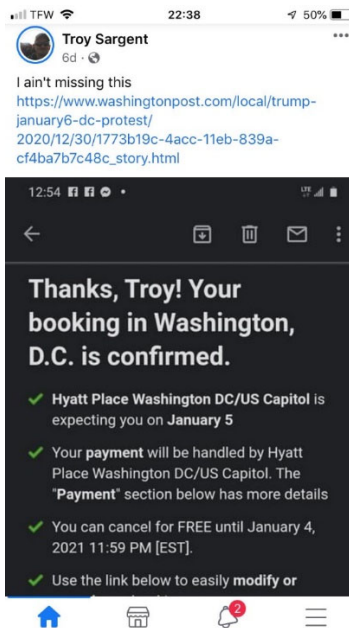 TFW 22:38 50%
Troy Sargent
6d ·
I ain't missing this
https://www.washingtonpost.com/local/trump-
january6-dc-protest/
2020/12/30/1773b19c-4acc-11eb-839a-
cf4ba7b7c48c_story.html
12:54 LTE
Thanks, Troy! Your
booking in Washington,
D.C. is confirmed.
Hyatt Place Washington DC/US Capitol is
expecting you on January 5
Your payment will be handled by Hyatt
Place Washington DC/US Capitol. The
"Payment" section below has more details
You can cancel for FREE until January 4,
2021 11:59 PM [EST].
Use the link below to easily modify or
2